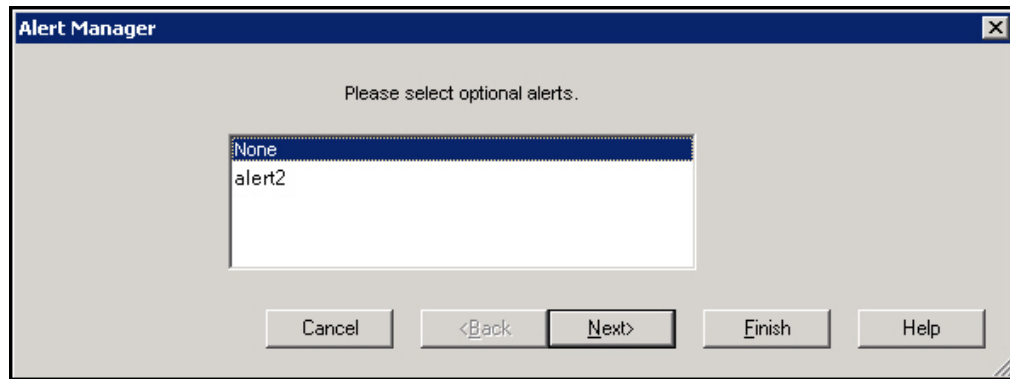 Alert Manager
Please select optional alerts.
None
alert2
Cancel <Back Next> Finish Help